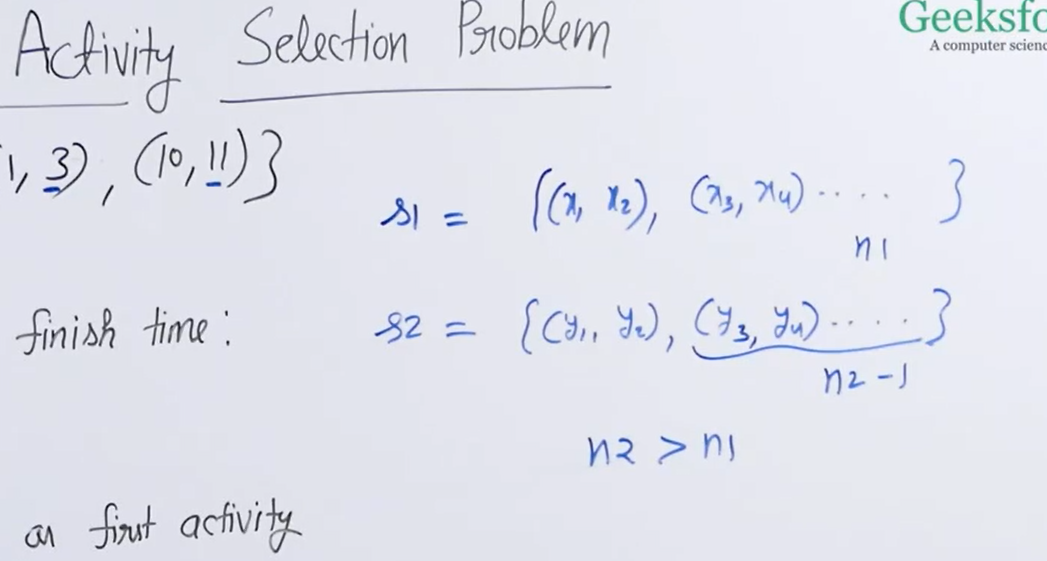 Activity Selection Problem
Geeksfo
A computer scienc
1, 3), (10, 11)}
s1 = {(x, x2), (x3, x4) ....}
n1
finish time:
s2 = {(y1, y2), (y3, y4) ....}
n2 - 1
n2 > n1
as first activity